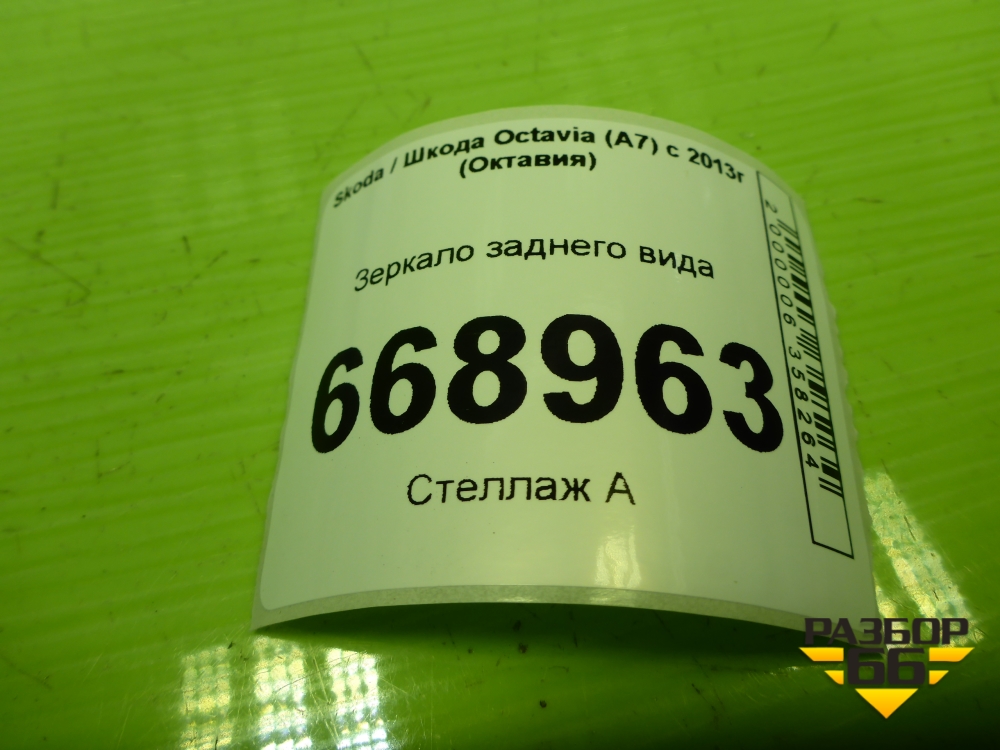 Skoda / Шкода Octavia (A7) с 2013г
(Октавия)
Зеркало заднего вида
668963
Стеллаж А
2000006358264
РАЗБОР
66